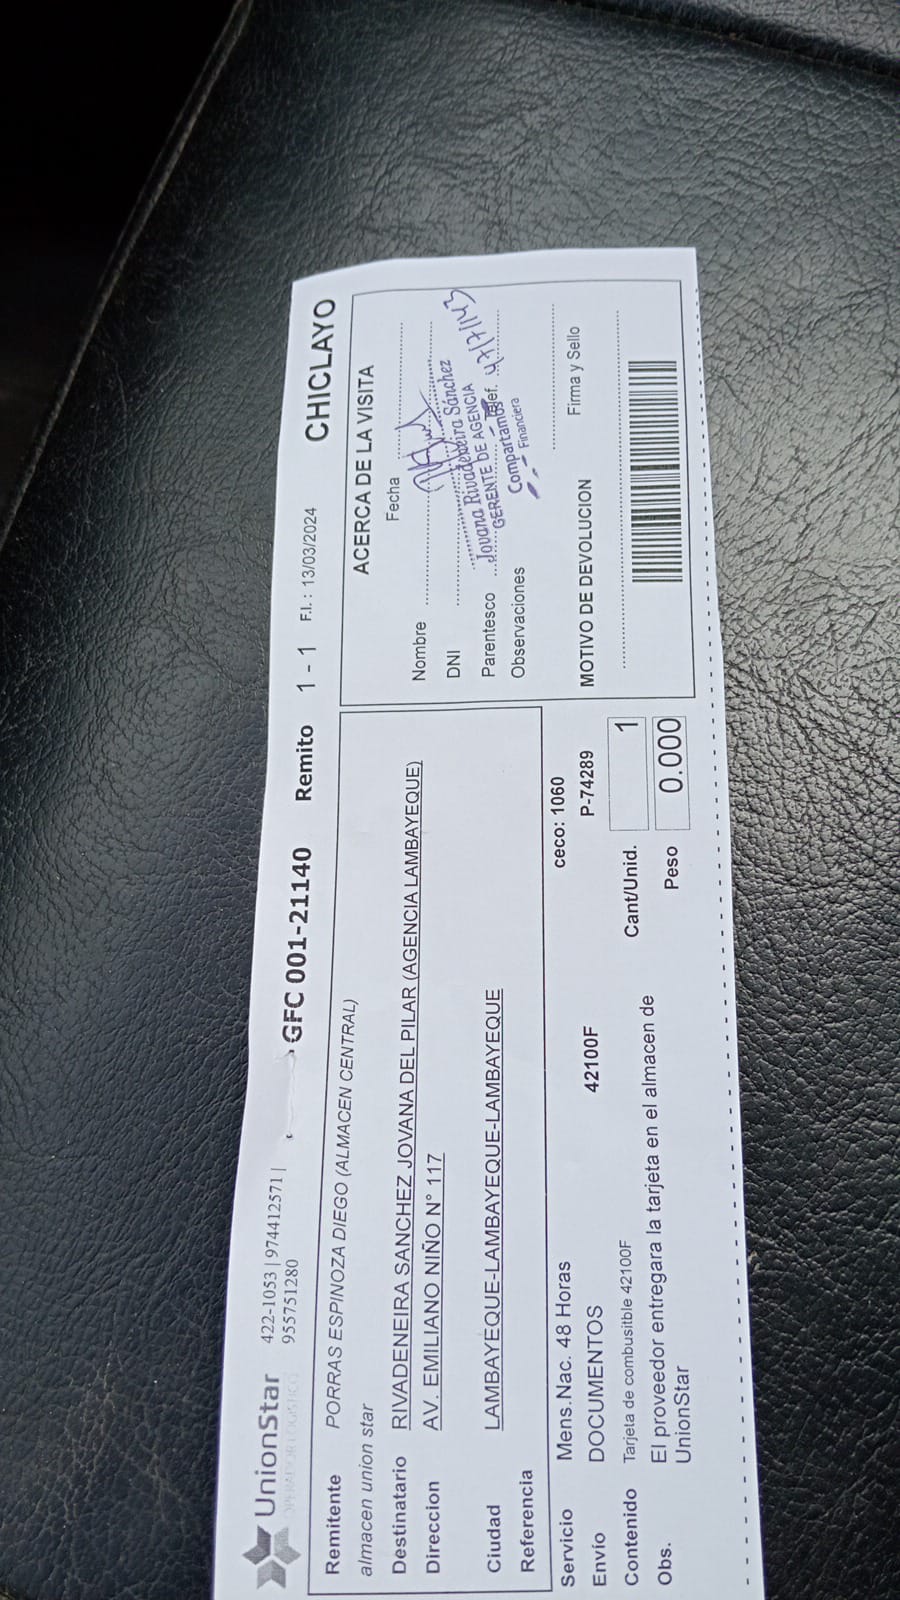 UnionStar
OPERADOR LOGISTICO
422-1053 | 974412571 |
955751280
GFC 001-21140 Remito 1 - 1 F.I. : 13/03/2024 CHICLAYO
Remitente PORRAS ESPINOZA DIEGO (ALMACEN CENTRAL)
almacen union star
Destinatario RIVADENEIRA SANCHEZ JOVANA DEL PILAR (AGENCIA LAMBAYEQUE)
Direccion AV. EMILIANO NIÑO N° 117
Ciudad LAMBAYEQUE-LAMBAYEQUE-LAMBAYEQUE
Referencia
Servicio Mens.Nac. 48 Horas ceco: 1060
Envío DOCUMENTOS 42100F P-74289
Contenido Tarjeta de combusitble 42100F Cant/Unid. 1
Obs. El proveedor entregara la tarjeta en el almacen de
UnionStar
Peso 0.000
ACERCA DE LA VISITA
Fecha
Nombre
DNI
Jovana Rivadeneira Sánchez
GERENTE DE AGENCIA
Compartamos
Financiera
Parentesco Telef.
Observaciones
Firma y Sello
MOTIVO DE DEVOLUCION